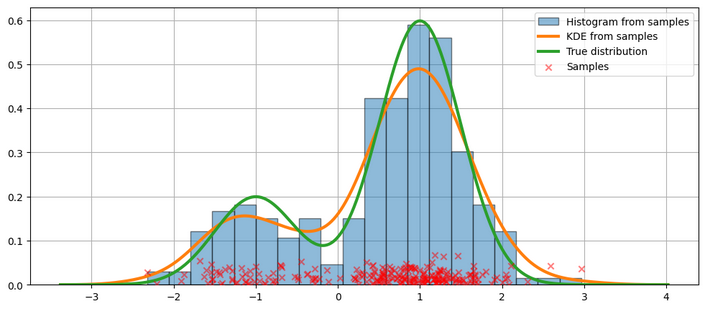 0.6
0.5
0.4
0.3
0.2
0.1
0.0
−3 −2 −1 0 1 2 3 4
Histogram from samples
KDE from samples
True distribution
Samples